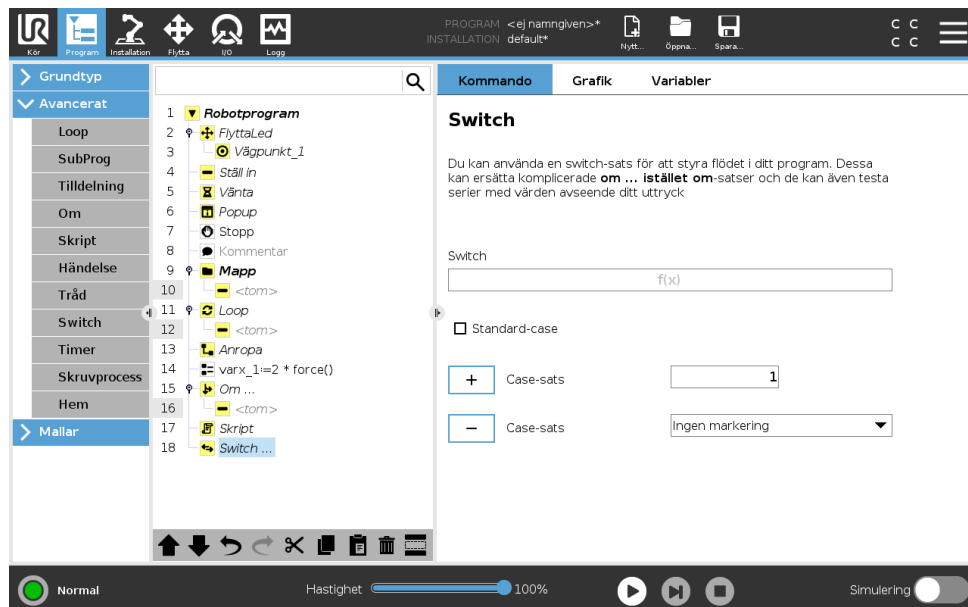 PROGRAM <ej namngiven>*
INSTALLATION default*
Kör
Program
Installation
Flytta
I/O
Logg
Nytt...
Öppna...
Spara...
C C
C C
Grundtyp
Avancerat
Loop
SubProg
Tilldelning
Om
Skript
Händelse
Tråd
Switch
Timer
Skruvprocess
Hem
Mallar
1 Robotprogram
2 FlyttaLed
3 Vägpunkt_1
4 Ställ in
5 Vänta
6 Popup
7 Stopp
8 Kommentar
9 Mapp
10 <tom>
11 Loop
12 <tom>
13 Anropa
14 varx_1:=2 * force()
15 Om ...
16 <tom>
17 Skript
18 Switch ...
Kommando Grafik Variabler
Switch
Du kan använda en switch-sats för att styra flödet i ditt program. Dessa
kan ersätta komplicerade om ... istället om-satser och de kan även testa
serier med värden avseende ditt uttryck
Switch
f(x)
Standard-case
+ Case-sats 1
− Case-sats Ingen markering
Normal
Hastighet 100%
Simulering